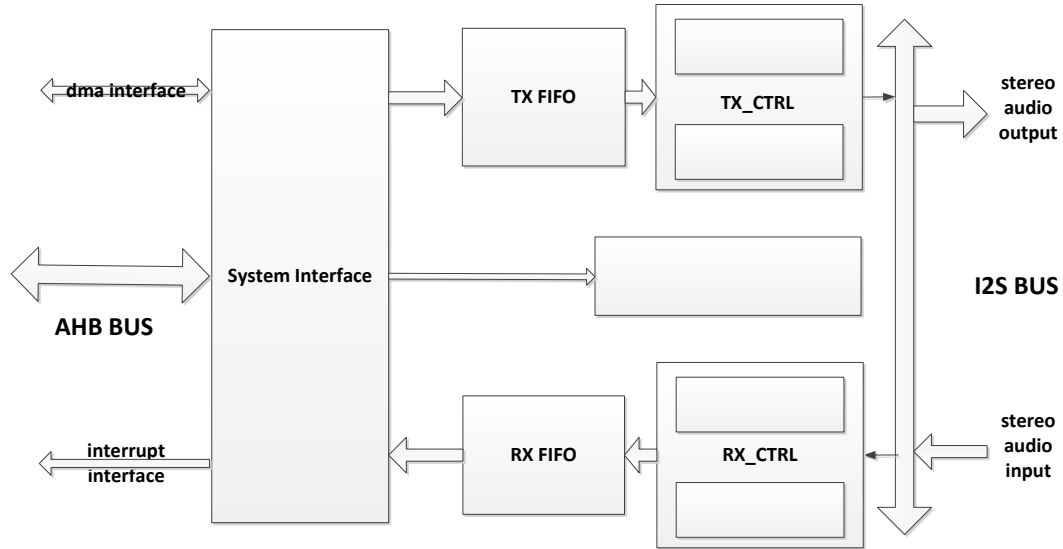 dma interface
AHB BUS
interrupt
interface
System Interface
TX FIFO
TX_CTRL
RX FIFO
RX_CTRL
stereo
audio
output
I2S BUS
stereo
audio
input